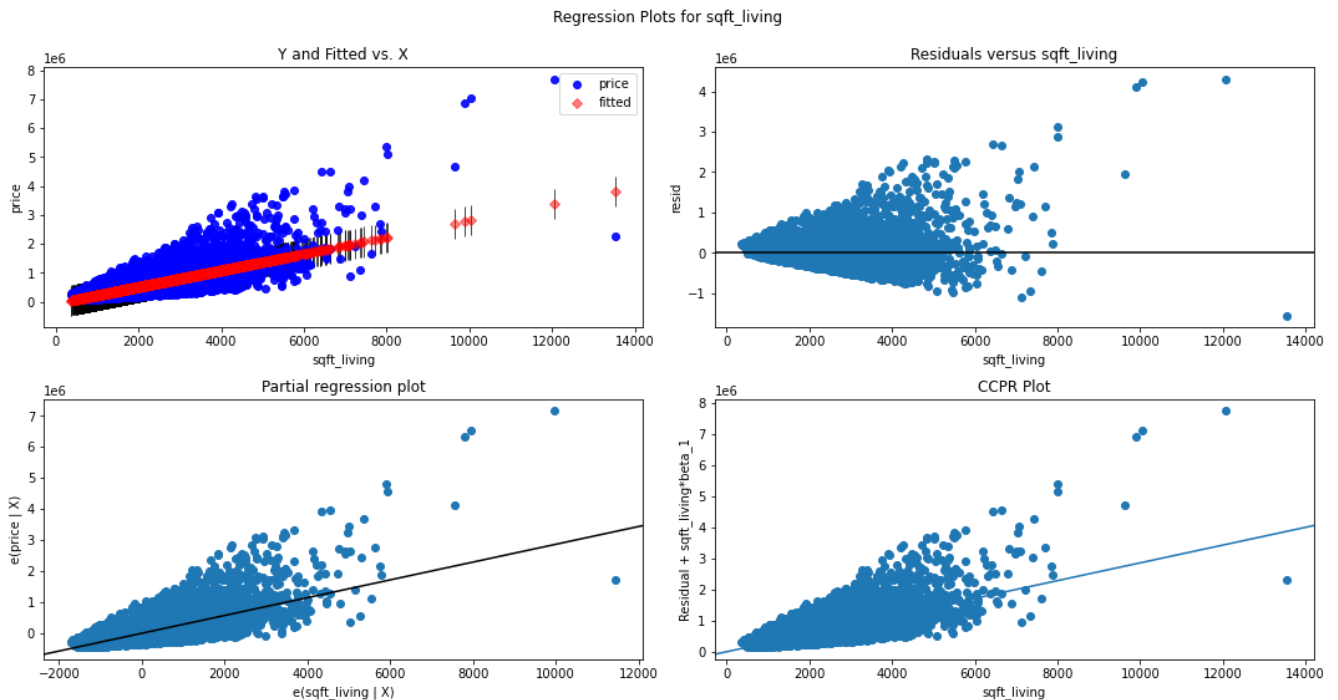 Regression Plots for sqft_living
Y and Fitted vs. X
1e6
price
fitted
8
7
6
5
4
3
2
1
0
price
0 2000 4000 6000 8000 10000 12000 14000
sqft_living
Residuals versus sqft_living
1e6
4
3
2
1
0
−1
resid
0 2000 4000 6000 8000 10000 12000 14000
sqft_living
Partial regression plot
1e6
7
6
5
4
3
2
1
0
e(price | X)
−2000 0 2000 4000 6000 8000 10000 12000
e(sqft_living | X)
CCPR Plot
1e6
8
7
6
5
4
3
2
1
0
Residual + sqft_living*beta_1
0 2000 4000 6000 8000 10000 12000 14000
sqft_living